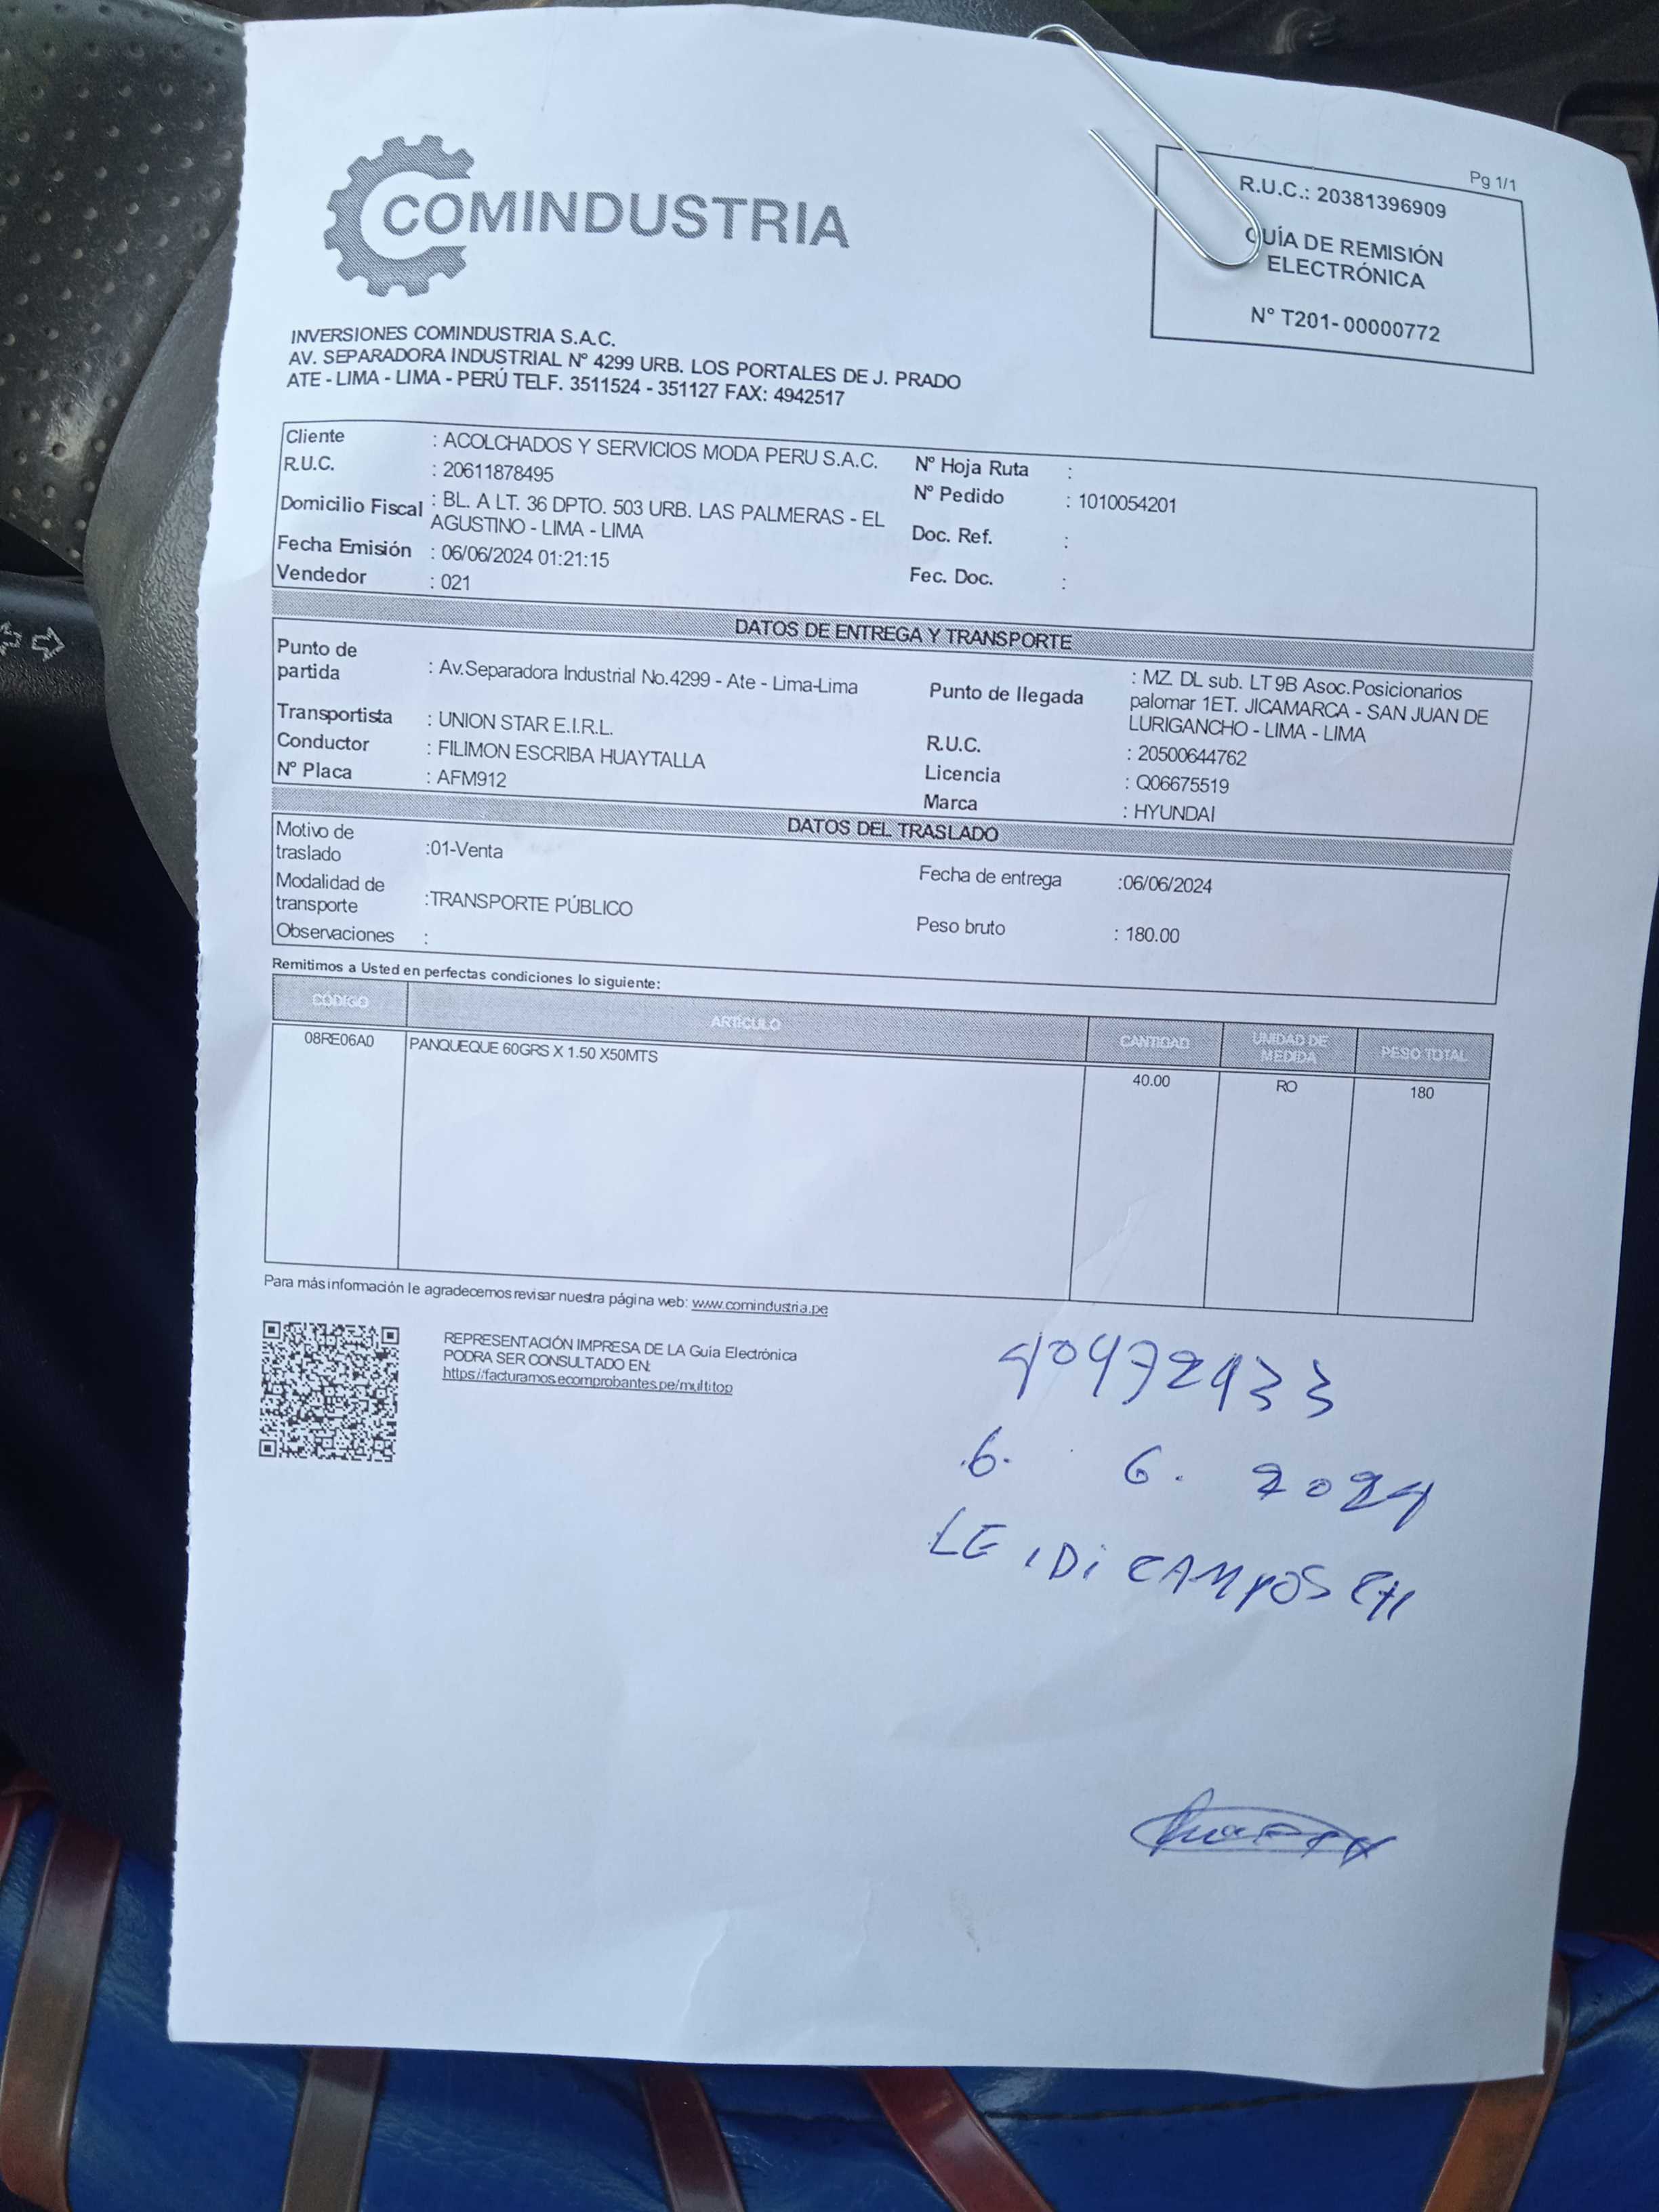 COMINDUSTRIA
Pg 1/1
R.U.C.: 20381396909
GUÍA DE REMISIÓN
ELECTRÓNICA
N° T201- 00000772
INVERSIONES COMINDUSTRIA S.A.C.
AV. SEPARADORA INDUSTRIAL N° 4299 URB. LOS PORTALES DE J. PRADO
ATE - LIMA - LIMA - PERÚ TELF. 3511524 - 351127 FAX: 4942517
Cliente : ACOLCHADOS Y SERVICIOS MODA PERU S.A.C.
R.U.C. : 20611878495
Domicilio Fiscal : BL. A LT. 36 DPTO. 503 URB. LAS PALMERAS - EL
AGUSTINO - LIMA - LIMA
Fecha Emisión : 06/06/2024 01:21:15
Vendedor : 021
N° Hoja Ruta :
N° Pedido : 1010054201
Doc. Ref. :
Fec. Doc. :
DATOS DE ENTREGA Y TRANSPORTE
Punto de
partida : Av.Separadora Industrial No.4299 - Ate - Lima-Lima
Transportista : UNION STAR E.I.R.L.
Conductor : FILIMON ESCRIBA HUAYTALLA
N° Placa : AFM912
Punto de llegada : MZ. DL sub. LT 9B Asoc.Posicionarios
palomar 1ET. JICAMARCA - SAN JUAN DE
LURIGANCHO - LIMA - LIMA
R.U.C. : 20500644762
Licencia : Q06675519
Marca : HYUNDAI
DATOS DEL TRASLADO
Motivo de
traslado :01-Venta
Modalidad de
transporte :TRANSPORTE PÚBLICO
Observaciones :
Fecha de entrega :06/06/2024
Peso bruto : 180.00
Remitimos a Usted en perfectas condiciones lo siguiente:
CÓDIGO ARTÍCULO CANTIDAD UNIDAD DE MEDIDA PESO TOTAL
08RE06A0 PANQUEQUE 60GRS X 1.50 X50MTS 40.00 RO 180
Para más información le agradecemos revisar nuestra página web: www.comindustria.pe
REPRESENTACIÓN IMPRESA DE LA Guía Electrónica
PODRA SER CONSULTADO EN:
https://facturamos.ecomprobantes.pe/multitop
40472933
6. 6. 2024
LEIDI CAMPOS CH